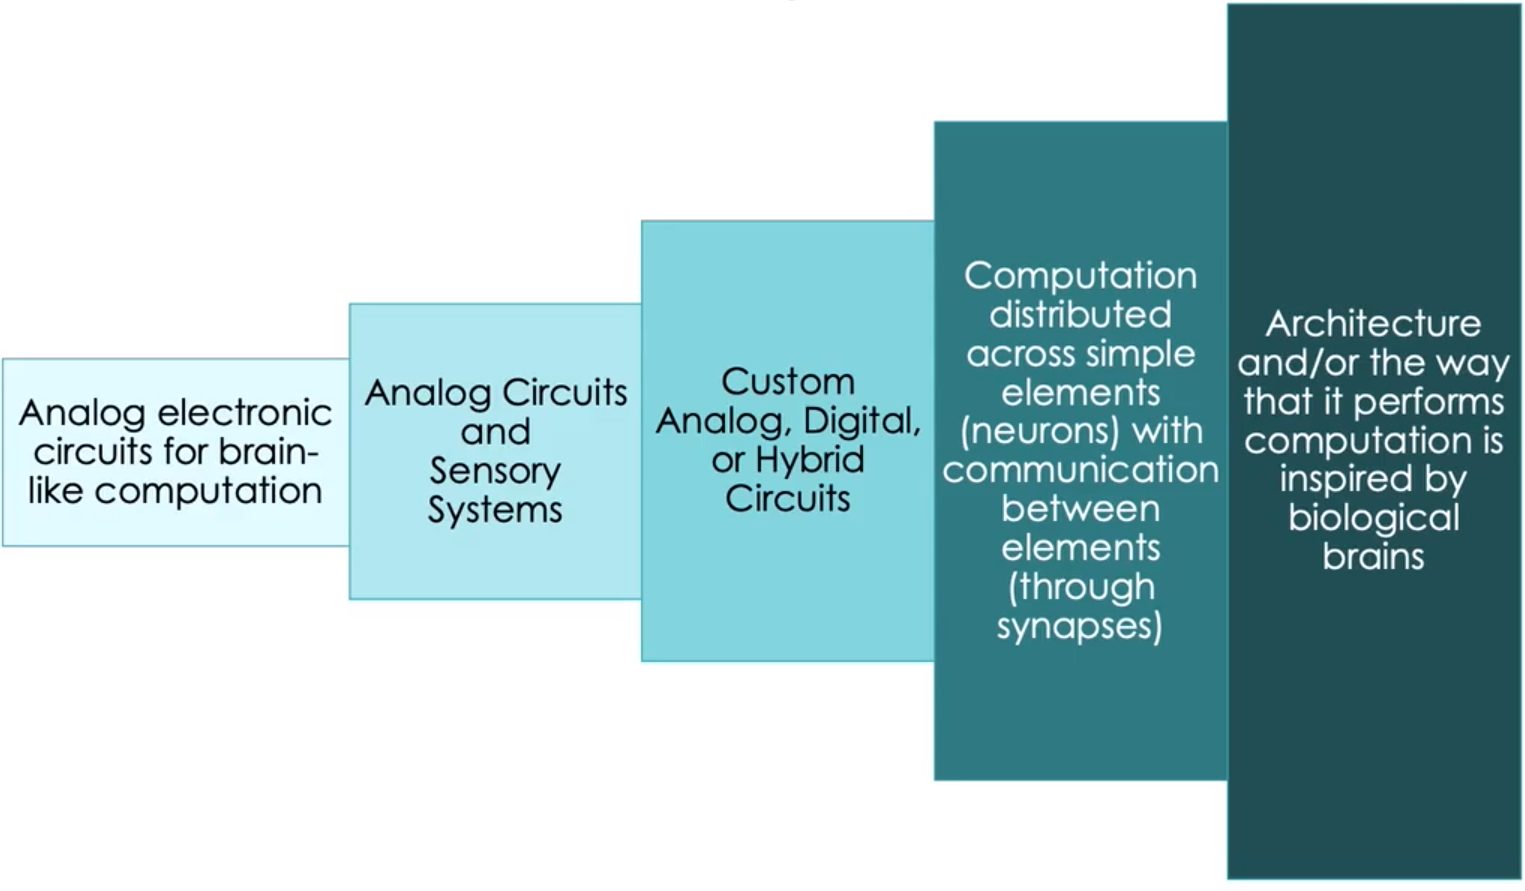 Analog electronic
circuits for brain-
like computation
Analog Circuits
and
Sensory
Systems
Custom
Analog, Digital,
or Hybrid
Circuits
Computation
distributed
across simple
elements
(neurons) with
communication
between
elements
(through
synapses)
Architecture
and/or the way
that it performs
computation is
inspired by
biological
brains